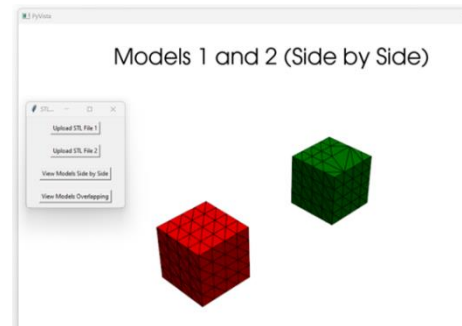 PyVista
Models 1 and 2 (Side by Side)
STL...
Upload STL File 1
Upload STL File 2
View Models Side by Side
View Models Overlapping